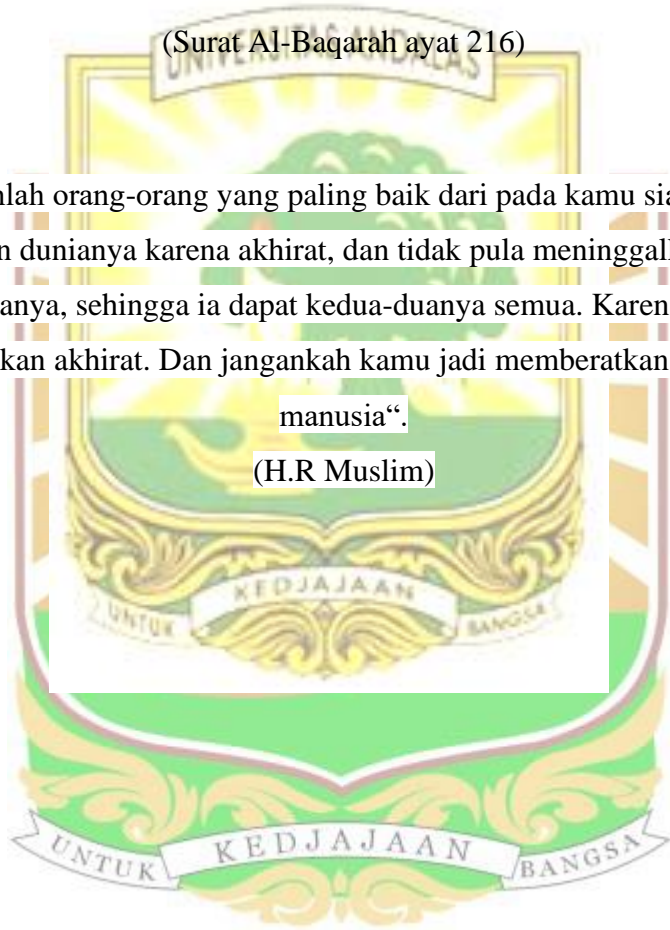 (Surat Al-Baqarah ayat 216)
UNIVERSITAS ANDALAS
nlah orang-orang yang paling baik dari pada kamu sia
n dunianya karena akhirat, dan tidak pula meninggall
anya, sehingga ia dapat kedua-duanya semua. Karen
kan akhirat. Dan jangankah kamu jadi memberatkan
manusia“.
(H.R Muslim)
UNTUK KEDJAJAAN BANGSA
UNTUK KEDJAJAAN BANGSA